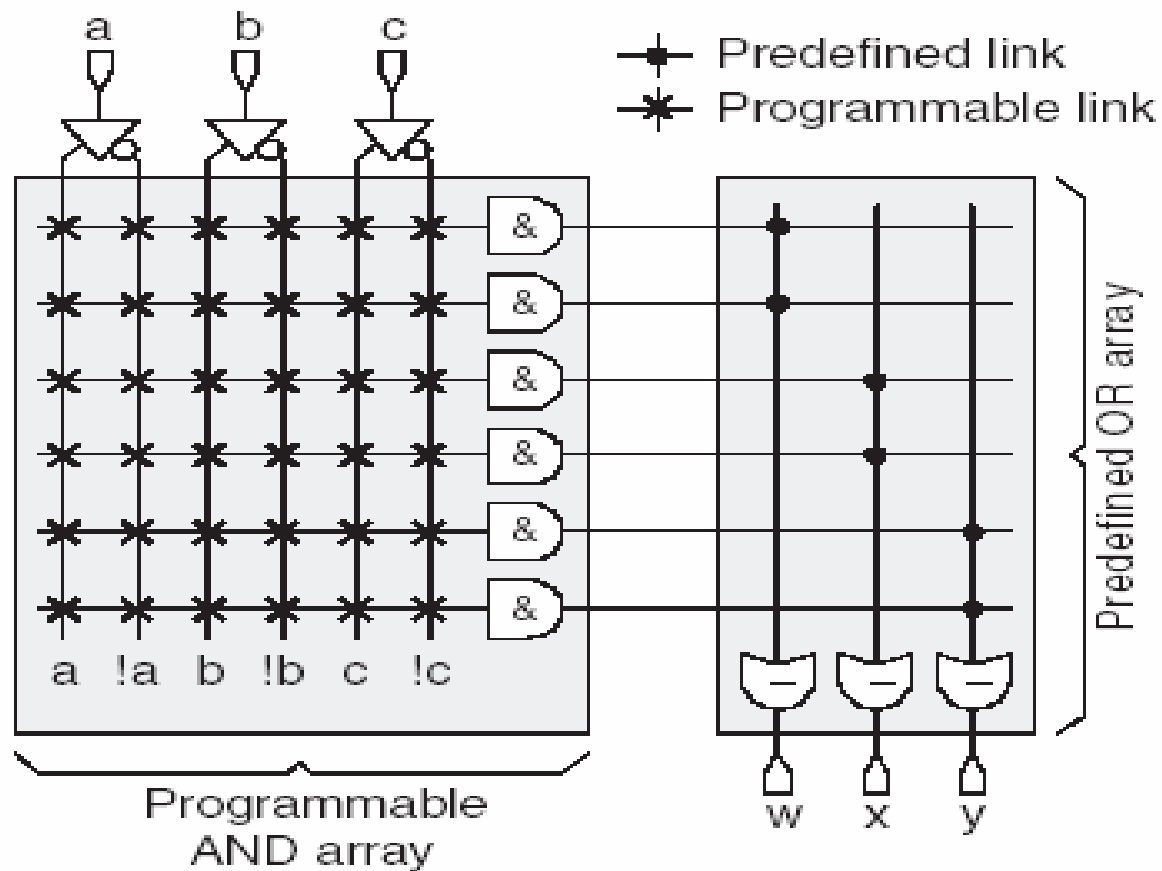 a b c
Predefined link
Programmable link
&
&
&
&
&
&
a !a b !b c !c
Predefined OR array
w x y
Programmable
AND array